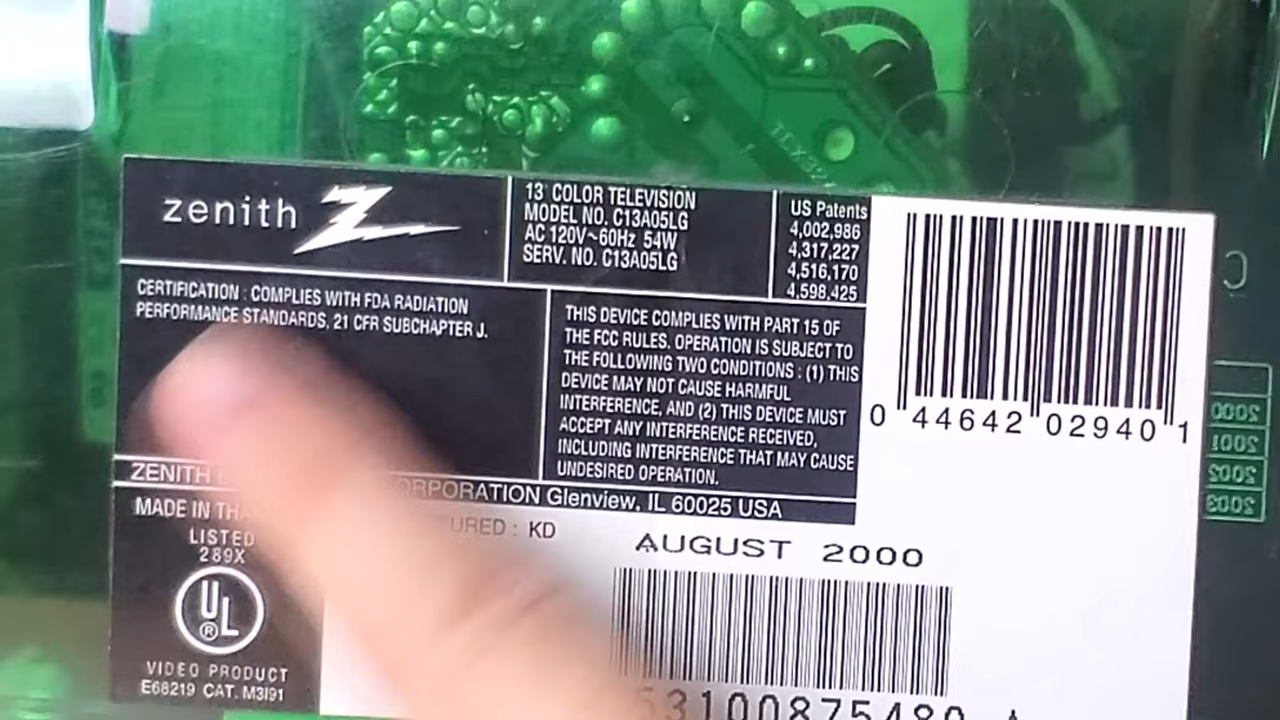 zenith
13" COLOR TELEVISION
MODEL NO. C13A05LG
AC 120V~60Hz 54W
SERV. NO. C13A05LG
US Patents
4,002,986
4,317,227
4,516,170
4,598,425
CERTIFICATION : COMPLIES WITH FDA RADIATION
PERFORMANCE STANDARDS, 21 CFR SUBCHAPTER J.
THIS DEVICE COMPLIES WITH PART 15 OF
THE FCC RULES. OPERATION IS SUBJECT TO
THE FOLLOWING TWO CONDITIONS : (1) THIS
DEVICE MAY NOT CAUSE HARMFUL
INTERFERENCE, AND (2) THIS DEVICE MUST
ACCEPT ANY INTERFERENCE RECEIVED,
INCLUDING INTERFERENCE THAT MAY CAUSE
UNDESIRED OPERATION.
0 44642 02940 1
ZENITH
CORPORATION Glenview, IL 60025 USA
MADE IN
KD
AUGUST 2000
LISTED
289X
UL
®
VIDEO PRODUCT
E68219 CAT. M3I91
2000
2001
2002
2003